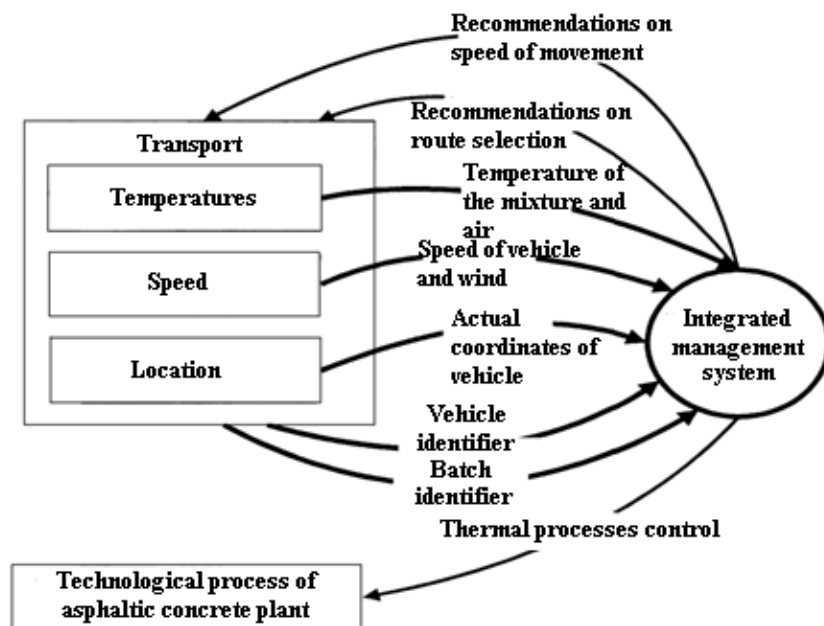 Recommendations on
speed of movement
Recommendations on
route selection
Transport
Temperatures
Temperature of
the mixture and
air
Speed
Speed of vehicle
and wind
Location
Actual
coordinates of
vehicle
Integrated
management
system
Vehicle
identifier
Batch
identifier
Thermal processes control
Technological process of
asphaltic concrete plant